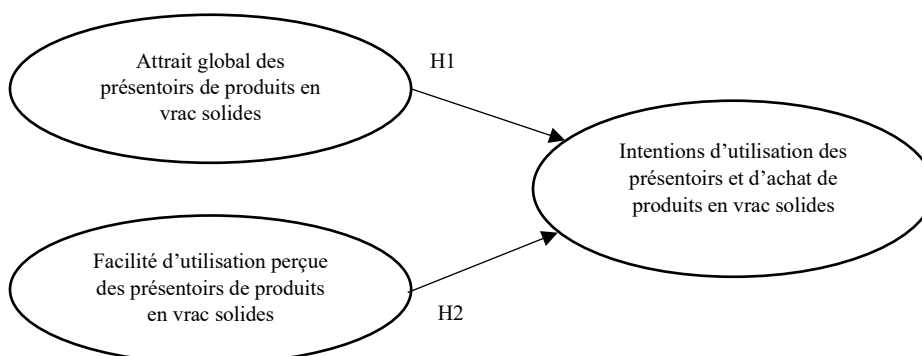 Attrait global des
présentoirs de produits en
vrac solides
H1
Intentions d’utilisation des
présentoirs et d’achat de
produits en vrac solides
Facilité d’utilisation perçue
des présentoirs de produits
en vrac solides
H2